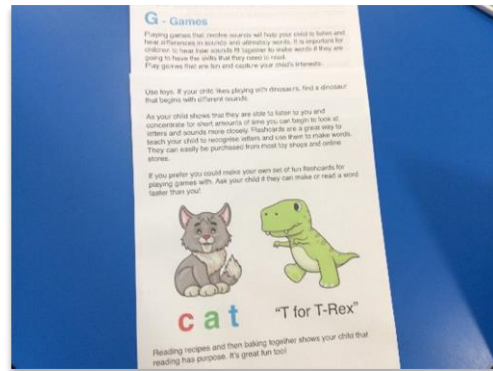 G - Games
Playing games that involve sounds will help your child to listen and
hear differences in sounds and ultimately words. It is important for
children to hear how sounds fit together to make words if they are
going to have the skills that they need to read.
Play games that are fun and capture your child's interests.
Use toys. If your child likes playing with dinosaurs, find a dinosaur
that begins with different sounds.
As your child shows that they are able to listen to you and
concentrate for short amounts of time you can begin to look at
letters and sounds more closely. Flashcards are a great way to
teach your child to recognise letters and use them to make words.
They can easily be purchased from most toy shops and online
stores.
If you prefer you could make your own set of fun flashcards for
playing games with. Ask your child if they can make or read a word
faster than you!
cat
"T for T-Rex"
Reading recipes and then baking together shows your child that
reading has purpose. It's great fun too!